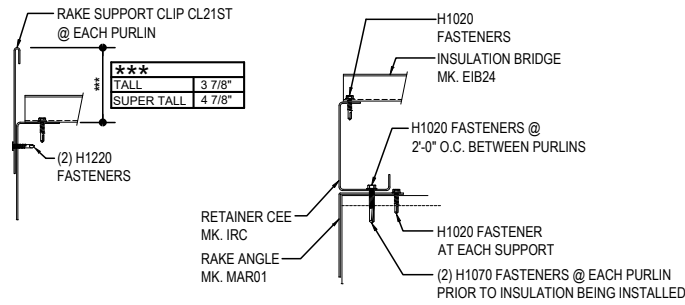 RAKE SUPPORT CLIP CL21ST
@ EACH PURLIN
***
***
TALL 3 7/8"
SUPER TALL 4 7/8"
(2) H1220
FASTENERS
H1020
FASTENERS
INSULATION BRIDGE
MK. EIB24
H1020 FASTENERS @
2'-0" O.C. BETWEEN PURLINS
RETAINER CEE
MK. IRC
RAKE ANGLE
MK. MAR01
H1020 FASTENER
AT EACH SUPPORT
(2) H1070 FASTENERS @ EACH PURLIN
PRIOR TO INSULATION BEING INSTALLED